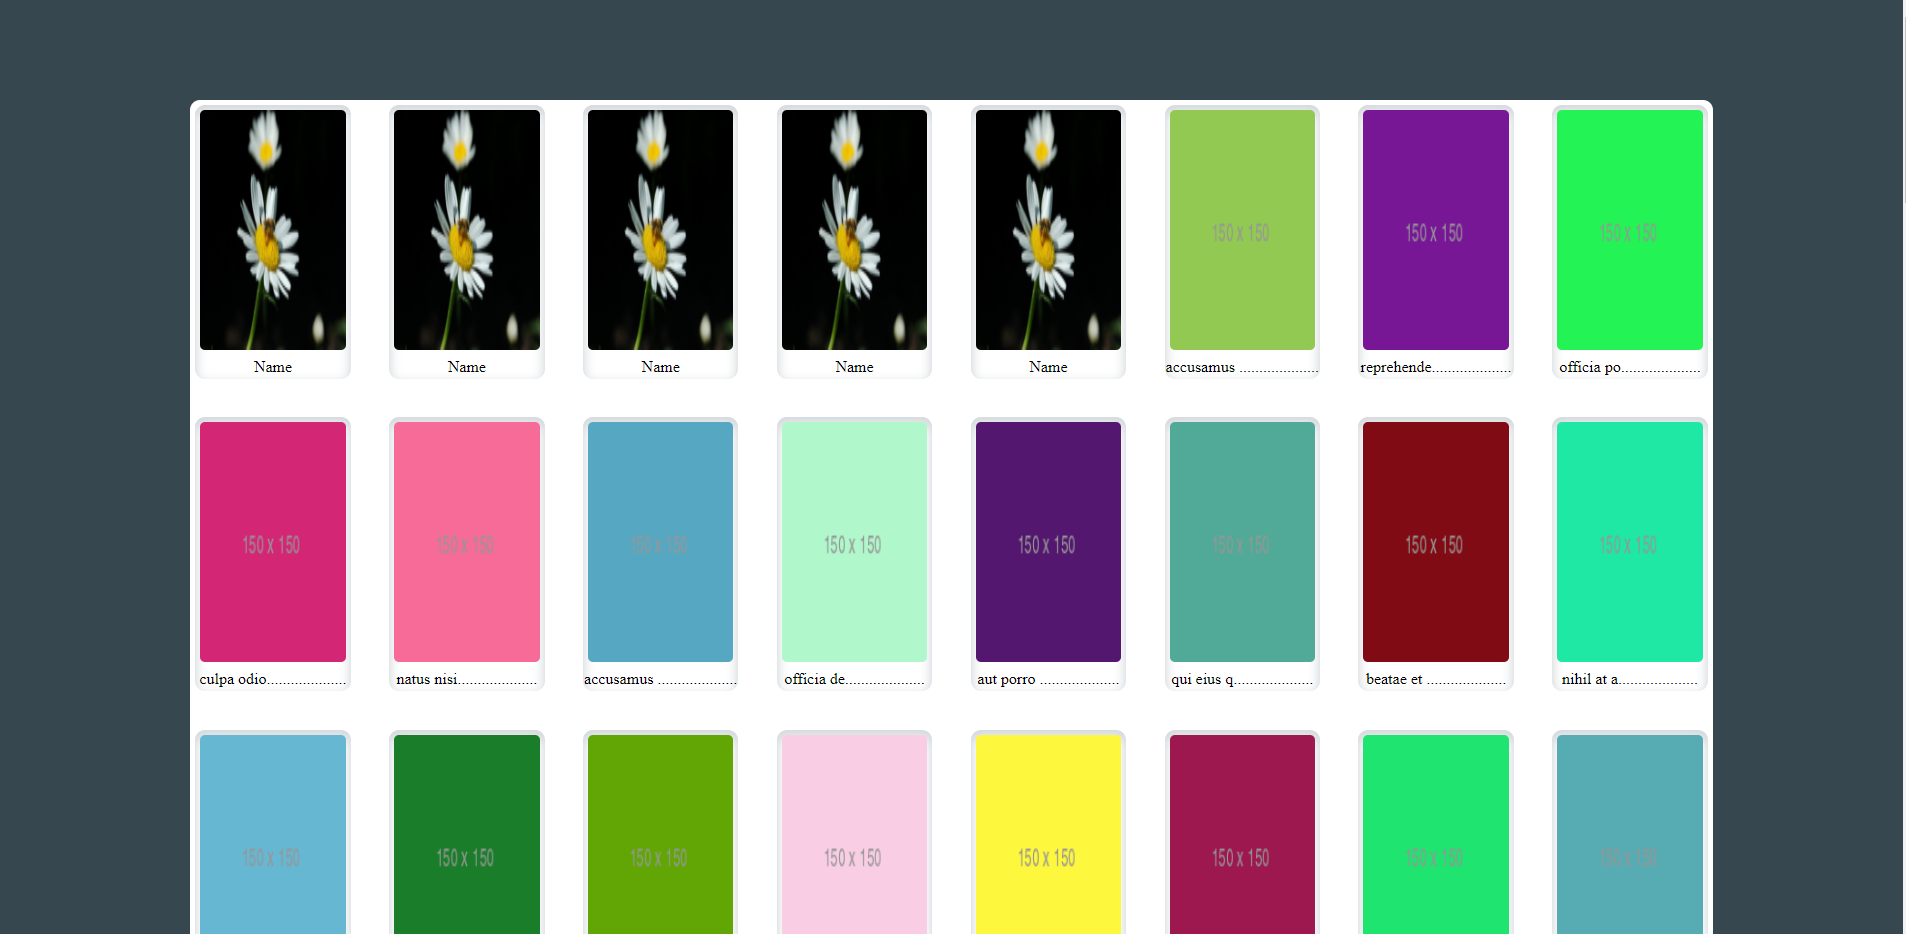 150 x 150
150 x 150
150 x 150
Name
Name
Name
Name
Name
accusamus ....................
reprehende....................
officia po....................
150 x 150
150 x 150
150 x 150
150 x 150
150 x 150
150 x 150
150 x 150
150 x 150
culpa odio....................
natus nisi....................
accusamus ....................
officia de....................
aut porro ....................
qui eius q....................
beatae et ....................
nihil at a....................
150 x 150
150 x 150
150 x 150
150 x 150
150 x 150
150 x 150
150 x 150
150 x 150